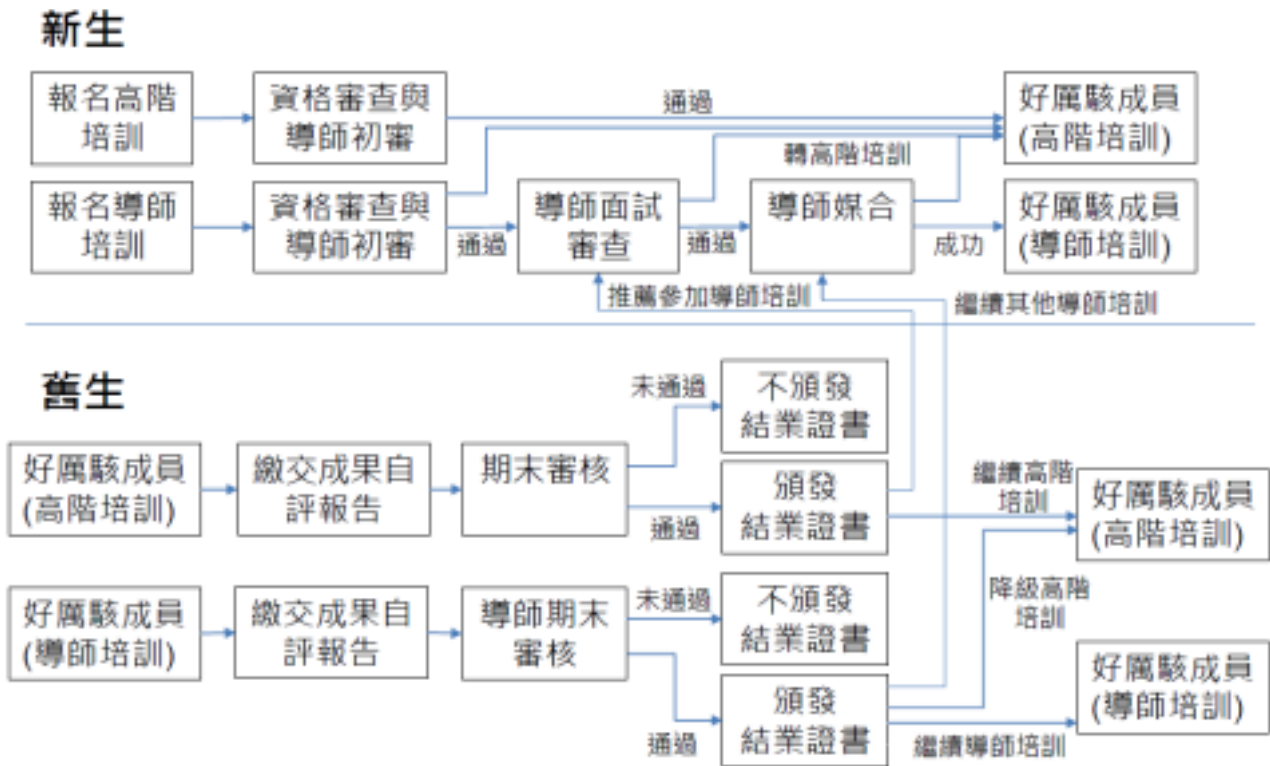 新生
報名高階
培訓
資格審查與
導師初審
通過
好厲駭成員
(高階培訓)
轉高階培訓
報名導師
培訓
資格審查與
導師初審
通過
導師面試
審查
通過
導師媒合
成功
好厲駭成員
(導師培訓)
推薦參加導師培訓
繼續其他導師培訓
舊生
好厲駭成員
(高階培訓)
繳交成果自
評報告
期末審核
未通過
不頒發
結業證書
通過
頒發
結業證書
繼續高階
培訓
好厲駭成員
(高階培訓)
好厲駭成員
(導師培訓)
繳交成果自
評報告
導師期末
審核
未通過
不頒發
結業證書
降級高階
培訓
通過
頒發
結業證書
繼續導師培訓
好厲駭成員
(導師培訓)